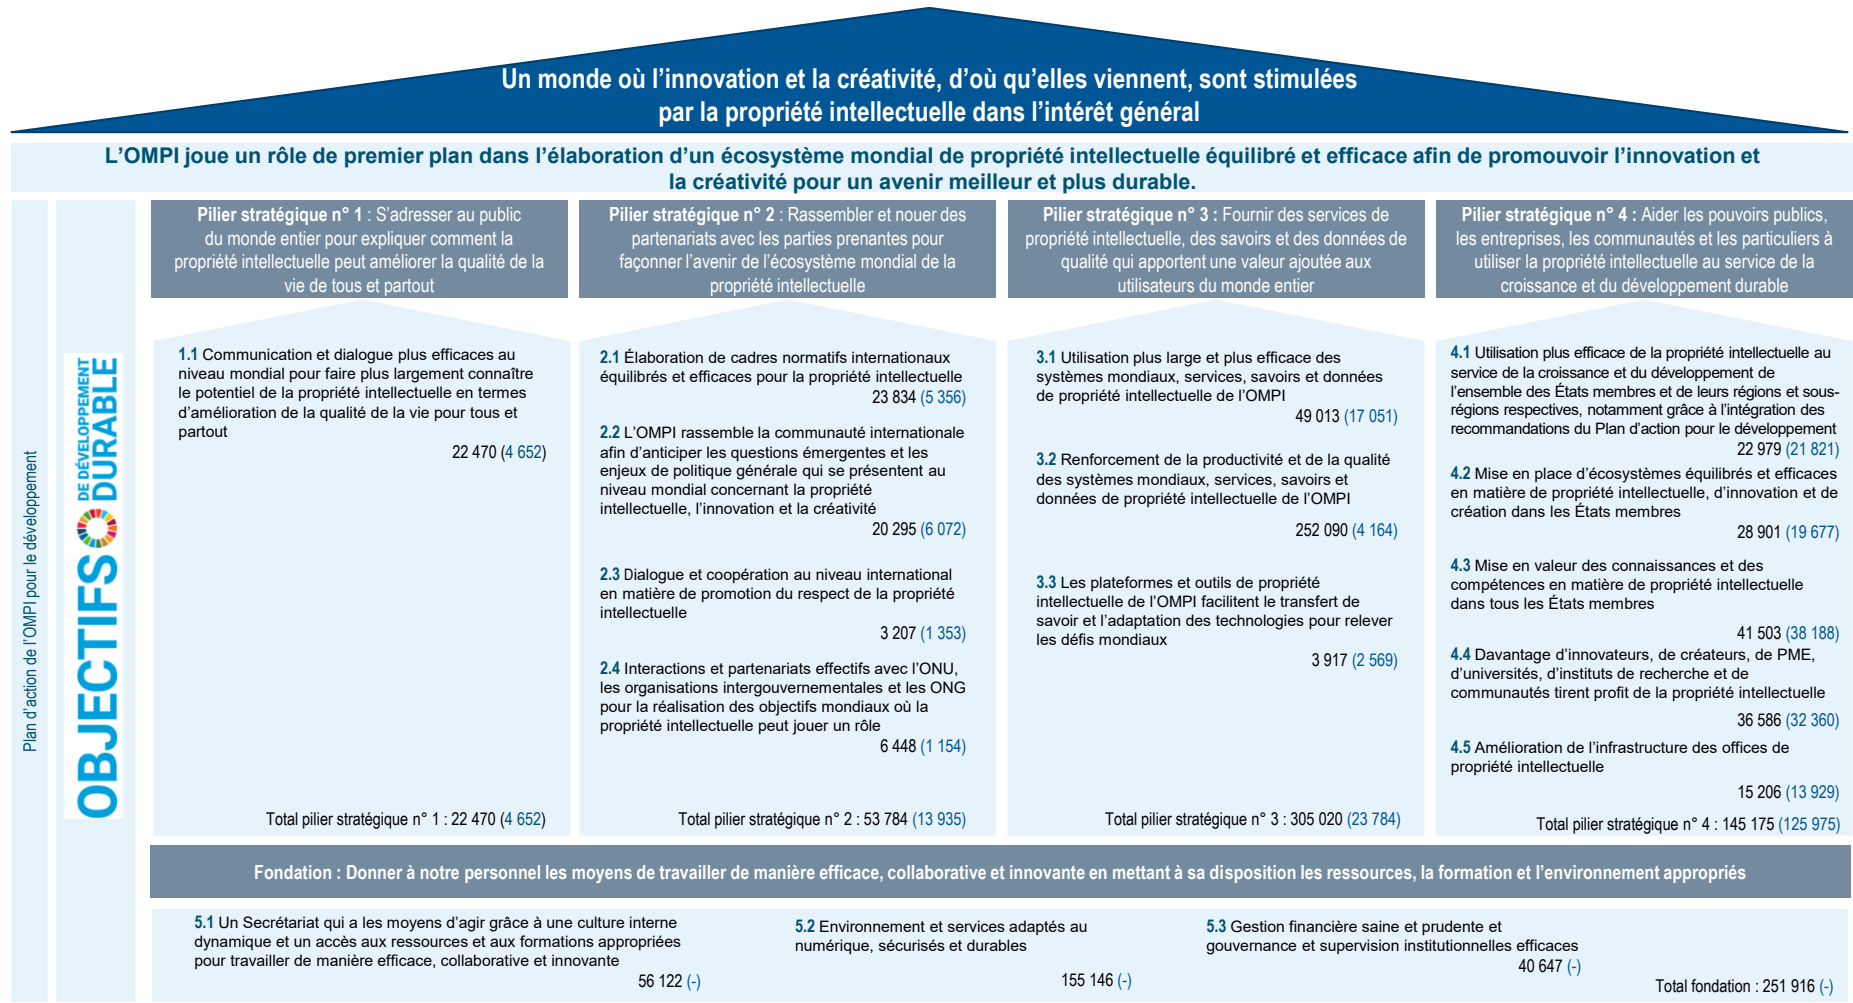 Un monde où l’innovation et la créativité, d’où qu’elles viennent, sont stimulées
par la propriété intellectuelle dans l’intérêt général
L’OMPI joue un rôle de premier plan dans l’élaboration d’un écosystème mondial de propriété intellectuelle équilibré et efficace afin de promouvoir l’innovation et
la créativité pour un avenir meilleur et plus durable.
Plan d’action de l’OMPI pour le développement
OBJECTIFS
DE DÉVELOPPEMENT
DURABLE
Pilier stratégique n° 1 : S’adresser au public
du monde entier pour expliquer comment la
propriété intellectuelle peut améliorer la qualité de la
vie de tous et partout
1.1 Communication et dialogue plus efficaces au
niveau mondial pour faire plus largement connaître
le potentiel de la propriété intellectuelle en termes
d’amélioration de la qualité de la vie pour tous et
partout
22 470 (4 652)
Total pilier stratégique n° 1 : 22 470 (4 652)
Pilier stratégique n° 2 : Rassembler et nouer des
partenariats avec les parties prenantes pour
façonner l’avenir de l’écosystème mondial de la
propriété intellectuelle
2.1 Élaboration de cadres normatifs internationaux
équilibrés et efficaces pour la propriété intellectuelle
23 834 (5 356)
2.2 L’OMPI rassemble la communauté internationale
afin d’anticiper les questions émergentes et les
enjeux de politique générale qui se présentent au
niveau mondial concernant la propriété
intellectuelle, l’innovation et la créativité
20 295 (6 072)
2.3 Dialogue et coopération au niveau international
en matière de promotion du respect de la propriété
intellectuelle
3 207 (1 353)
2.4 Interactions et partenariats effectifs avec l’ONU,
les organisations intergouvernementales et les ONG
pour la réalisation des objectifs mondiaux où la
propriété intellectuelle peut jouer un rôle
6 448 (1 154)
Total pilier stratégique n° 2 : 53 784 (13 935)
Pilier stratégique n° 3 : Fournir des services de
propriété intellectuelle, des savoirs et des données de
qualité qui apportent une valeur ajoutée aux
utilisateurs du monde entier
3.1 Utilisation plus large et plus efficace des
systèmes mondiaux, services, savoirs et données
de propriété intellectuelle de l’OMPI
49 013 (17 051)
3.2 Renforcement de la productivité et de la qualité
des systèmes mondiaux, services, savoirs et
données de propriété intellectuelle de l’OMPI
252 090 (4 164)
3.3 Les plateformes et outils de propriété
intellectuelle de l’OMPI facilitent le transfert de
savoir et l’adaptation des technologies pour relever
les défis mondiaux
3 917 (2 569)
Total pilier stratégique n° 3 : 305 020 (23 784)
Pilier stratégique n° 4 : Aider les pouvoirs publics,
les entreprises, les communautés et les particuliers à
utiliser la propriété intellectuelle au service de la
croissance et du développement durable
4.1 Utilisation plus efficace de la propriété intellectuelle au
service de la croissance et du développement de
l’ensemble des États membres et de leurs régions et sous-
régions respectives, notamment grâce à l’intégration des
recommandations du Plan d’action pour le développement
22 979 (21 821)
4.2 Mise en place d’écosystèmes équilibrés et efficaces
en matière de propriété intellectuelle, d’innovation et de
création dans les États membres
28 901 (19 677)
4.3 Mise en valeur des connaissances et des
compétences en matière de propriété intellectuelle
dans tous les États membres
41 503 (38 188)
4.4 Davantage d’innovateurs, de créateurs, de PME,
d’universités, d’instituts de recherche et de
communautés tirent profit de la propriété intellectuelle
36 586 (32 360)
4.5 Amélioration de l’infrastructure des offices de
propriété intellectuelle
15 206 (13 929)
Total pilier stratégique n° 4 : 145 175 (125 975)
Fondation : Donner à notre personnel les moyens de travailler de manière efficace, collaborative et innovante en mettant à sa disposition les ressources, la formation et l’environnement appropriés
5.1 Un Secrétariat qui a les moyens d’agir grâce à une culture interne
dynamique et un accès aux ressources et aux formations appropriées
pour travailler de manière efficace, collaborative et innovante
56 122 (-)
5.2 Environnement et services adaptés au
numérique, sécurisés et durables
155 146 (-)
5.3 Gestion financière saine et prudente et
gouvernance et supervision institutionnelles efficaces
40 647 (-)
Total fondation : 251 916 (-)